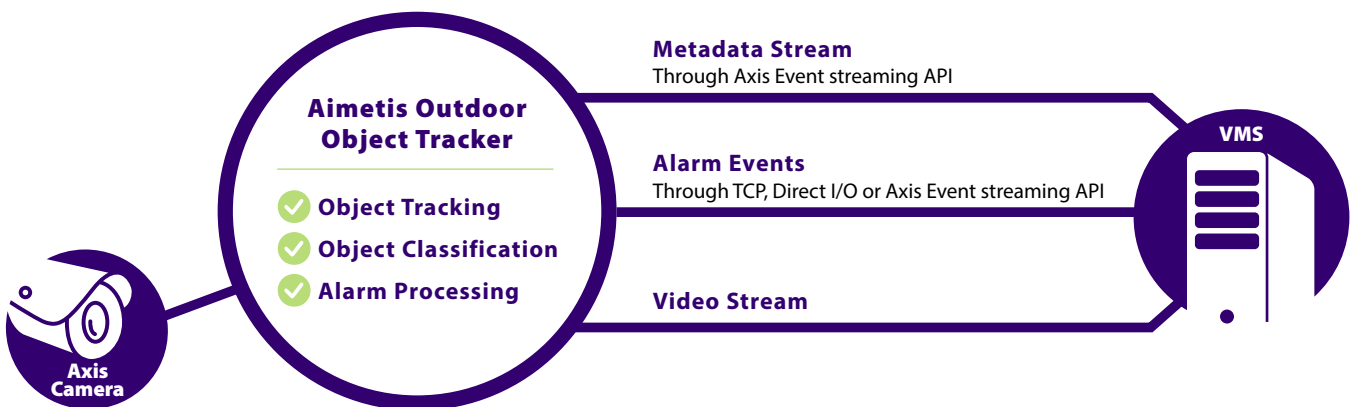 Aimetis Outdoor
Object Tracker
Object Tracking
Object Classification
Alarm Processing
Axis
Camera
Metadata Stream
Through Axis Event streaming API
Alarm Events
Through TCP, Direct I/O or Axis Event streaming API
Video Stream
VMS